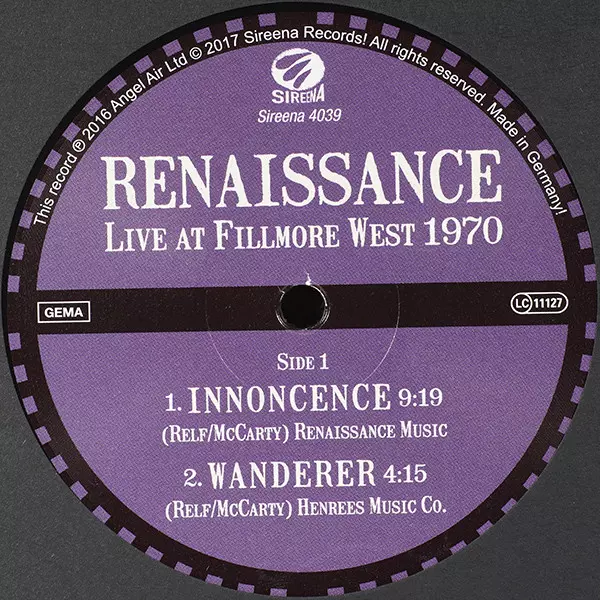 This record ℗ 2016 Angel Air Ltd © 2017 Sireena Records! All rights reserved. Made in Germany!
SIREENA
Sireena 4039
RENAISSANCE
LIVE AT FILLMORE WEST 1970
GEMA
LC 11127
SIDE 1
1. INNONCENCE 9:19
(RELF/MCCARTY) RENAISSANCE MUSIC
2. WANDERER 4:15
(RELF/MCCARTY) HENREES MUSIC CO.